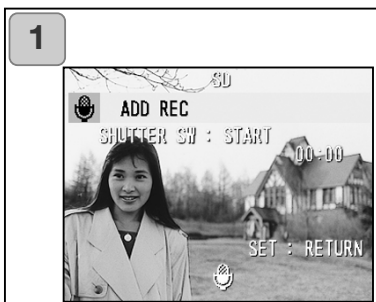 1
SD
ADD REC
SHUTTER SW : START
00:00
SET : RETURN